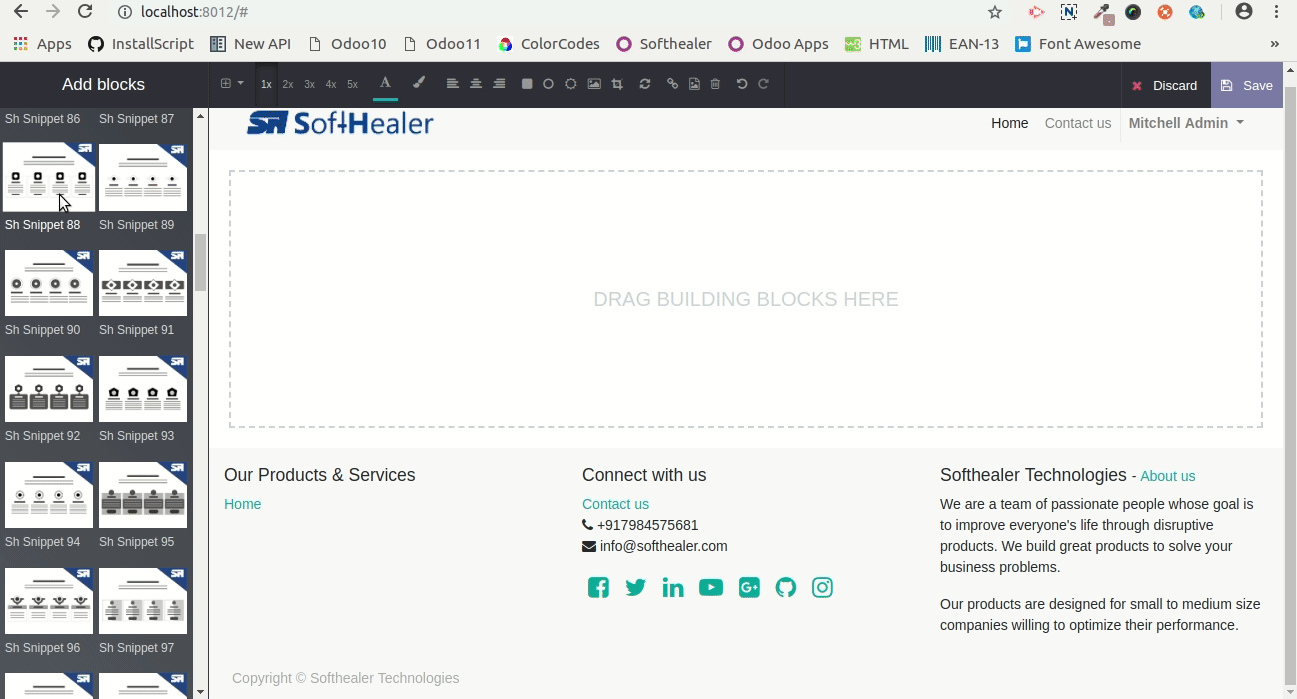 localhost:8012/#
Apps InstallScript New API Odoo10 Odoo11 ColorCodes Softhealer Odoo Apps HTML EAN-13 Font Awesome »
Add blocks
1x 2x 3x 4x 5x A
Discard Save
Sh Snippet 86 Sh Snippet 87
Sh Snippet 88 Sh Snippet 89
Sh Snippet 90 Sh Snippet 91
Sh Snippet 92 Sh Snippet 93
Sh Snippet 94 Sh Snippet 95
Sh Snippet 96 Sh Snippet 97
SoftHealer
Home Contact us Mitchell Admin
DRAG BUILDING BLOCKS HERE
Our Products & Services
Home
Connect with us
Contact us
+917984575681
info@softhealer.com
Softhealer Technologies - About us
We are a team of passionate people whose goal is
to improve everyone's life through disruptive
products. We build great products to solve your
business problems.
Our products are designed for small to medium size
companies willing to optimize their performance.
Copyright © Softhealer Technologies